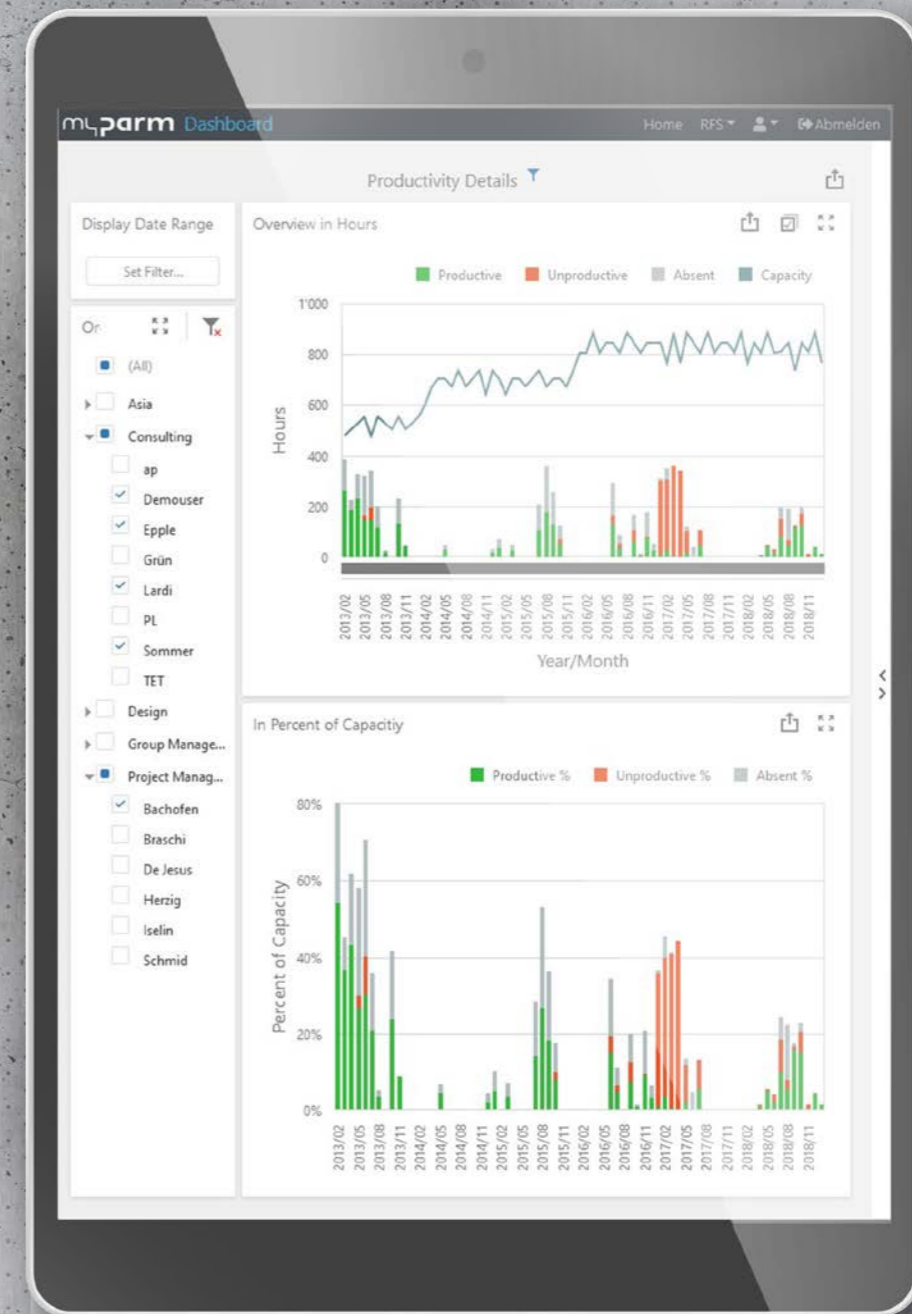 myparm Dashboard
Home RFS Abmelden
Productivity Details
Display Date Range
Set Filter...
Or
(All)
Asia
Consulting
ap
Demouser
Epple
Grün
Lardi
PL
Sommer
TET
Design
Group Manage...
Project Manag...
Bachofen
Braschi
De Jesus
Herzig
Iselin
Schmid
Overview in Hours
Productive Unproductive Absent Capacity
1'000
800
600
400
200
0
Hours
2013/02 2013/05 2013/08 2013/11 2014/02 2014/05 2014/08 2014/11 2015/02 2015/05 2015/08 2015/11 2016/02 2016/05 2016/08 2016/11 2017/02 2017/05 2017/08 2017/11 2018/02 2018/05 2018/08 2018/11
Year/Month
In Percent of Capacitiy
Productive % Unproductive % Absent %
80%
60%
40%
20%
0%
Percent of Capacity
2013/02 2013/05 2013/08 2013/11 2014/02 2014/05 2014/08 2014/11 2015/02 2015/05 2015/08 2015/11 2016/02 2016/05 2016/08 2016/11 2017/02 2017/05 2017/08 2017/11 2018/02 2018/05 2018/08 2018/11